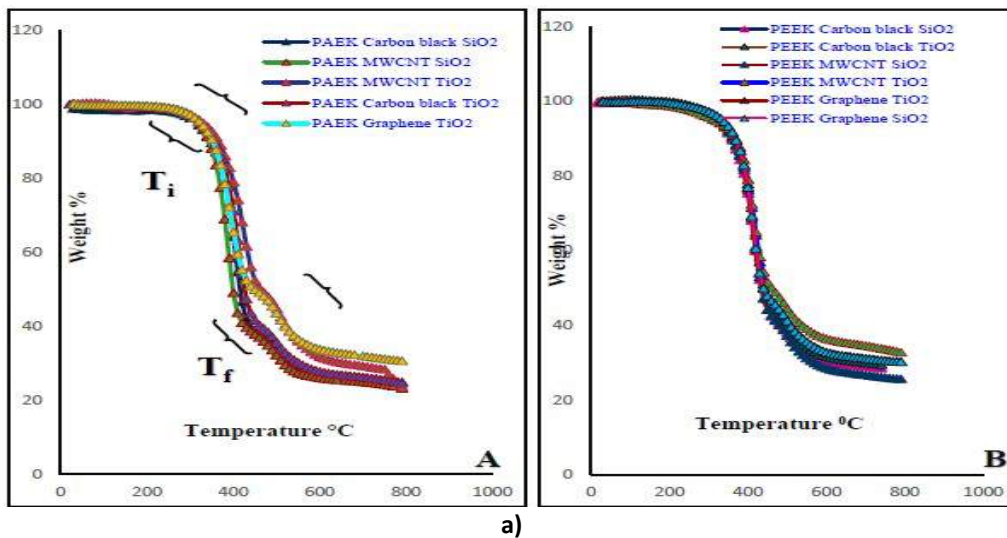 120
100
80
60
40
20
0
Weight %
PAEK Carbon black SiO2
PAEK MWCNT SiO2
PAEK MWCNT TiO2
PAEK Carbon black TiO2
PAEK Graphene TiO2
Ti
Tf
Temperature °C
A
0 200 400 600 800 1000
120
100
80
60
40
20
0
Weight %
PEEK Carbon black SiO2
PEEK Carbon black TiO2
PEEK MWCNT SiO2
PEEK MWCNT TiO2
PEEK Graphene TiO2
PEEK Graphene SiO2
Temperature ⁰C
B
0 200 400 600 800 1000
a)